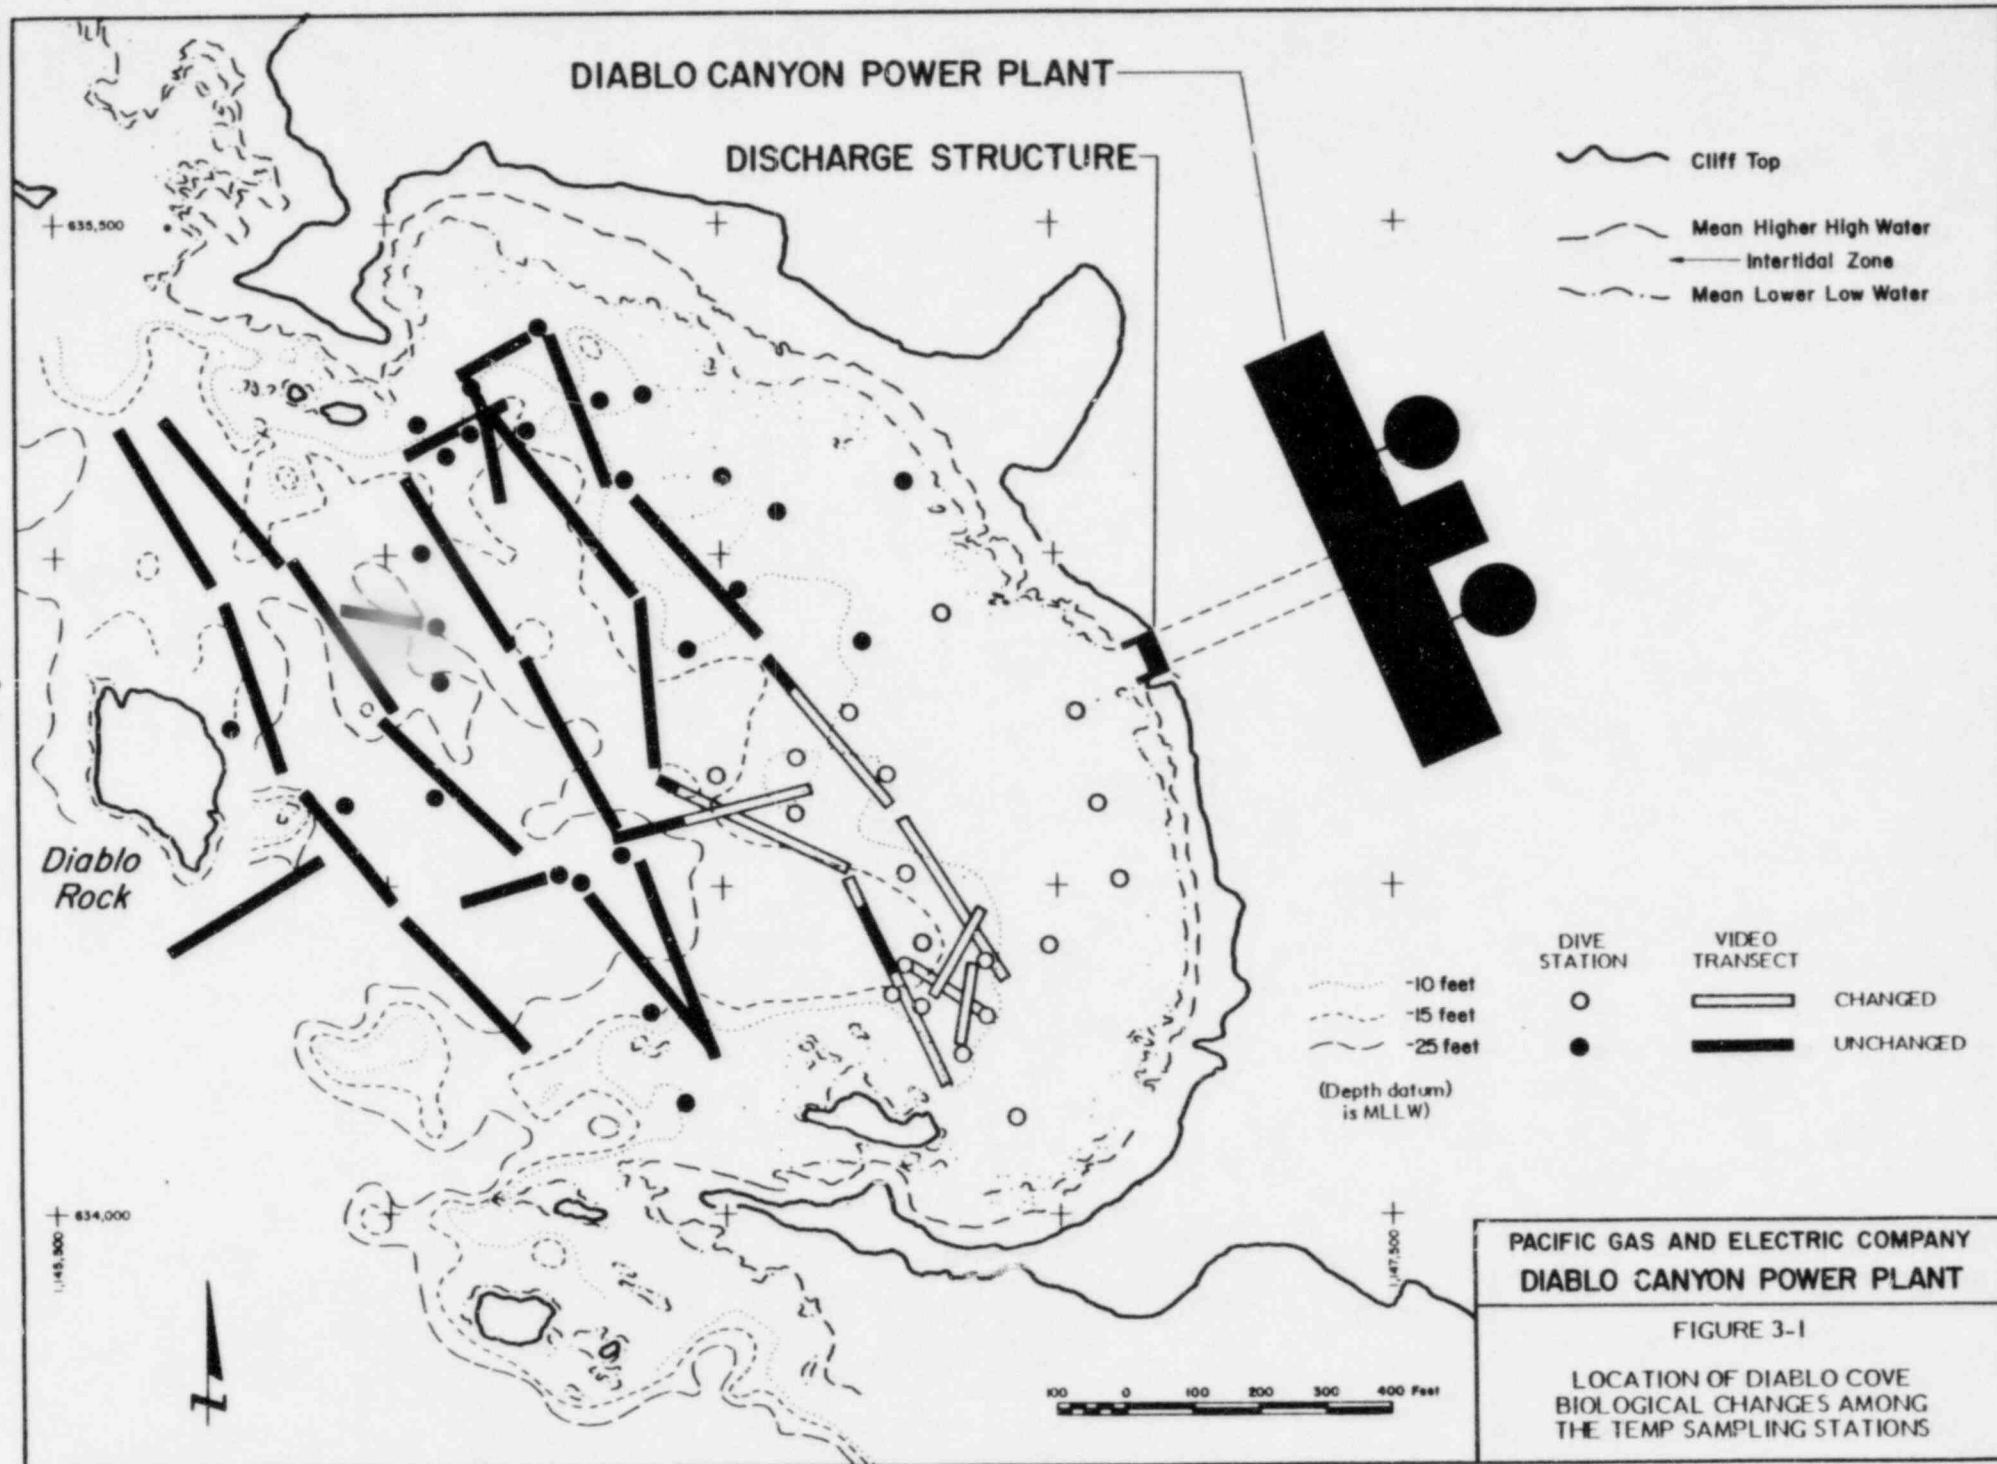 DIABLO CANYON POWER PLANT
DISCHARGE STRUCTURE
Cliff Top
Mean Higher High Water
Intertidal Zone
Mean Lower Low Water
635,500
Diablo
Rock
DIVE
STATION
VIDEO
TRANSECT
-10 feet
-15 feet
-25 feet
CHANGED
UNCHANGED
(Depth datum)
is MLLW)
634,000
1,145,500
1,147,500
N
100 0 100 200 300 400 Feet
PACIFIC GAS AND ELECTRIC COMPANY
DIABLO CANYON POWER PLANT
FIGURE 3-1
LOCATION OF DIABLO COVE
BIOLOGICAL CHANGES AMONG
THE TEMP SAMPLING STATIONS